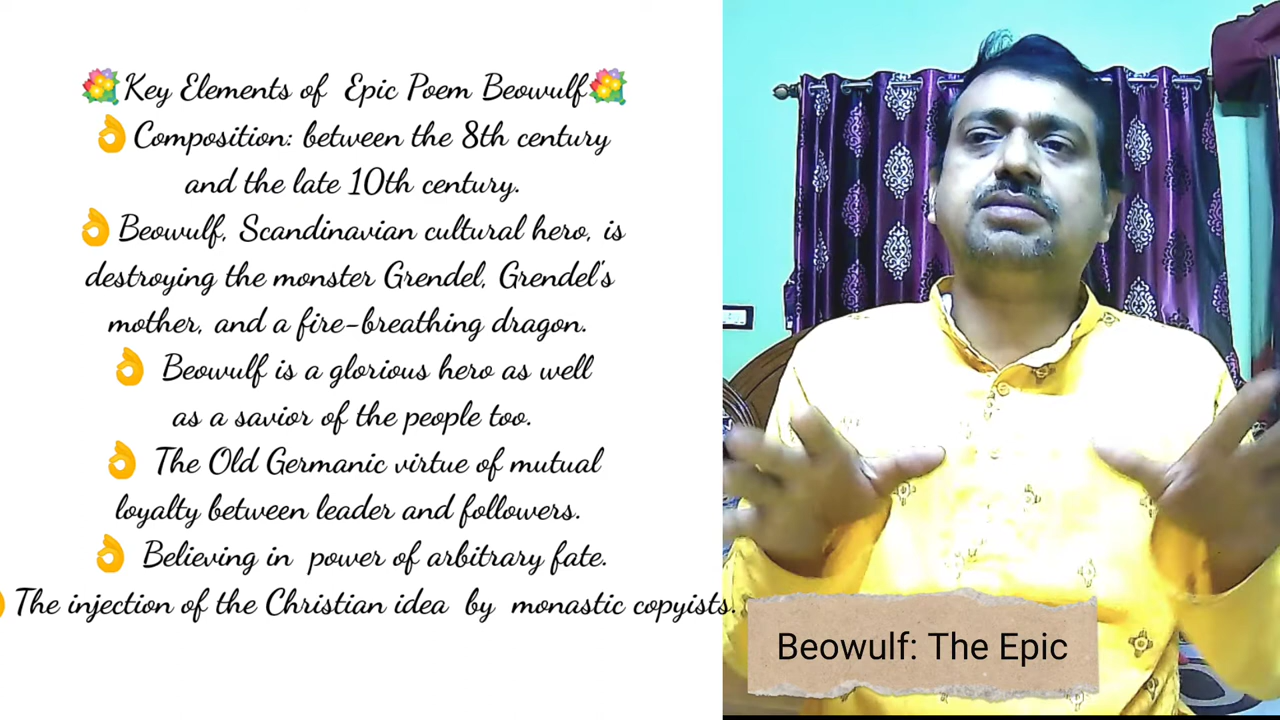 💐Key Elements of Epic Poem Beowulf💐
👌Composition: between the 8th century
and the late 10th century.
👌Beowulf, Scandinavian cultural hero, is
destroying the monster Grendel, Grendel's
mother, and a fire-breathing dragon.
👌 Beowulf is a glorious hero as well
as a savior of the people too.
👌 The Old Germanic virtue of mutual
loyalty between leader and followers.
👌 Believing in power of arbitrary fate.
👌 The injection of the Christian idea by monastic copyists.
Beowulf: The Epic